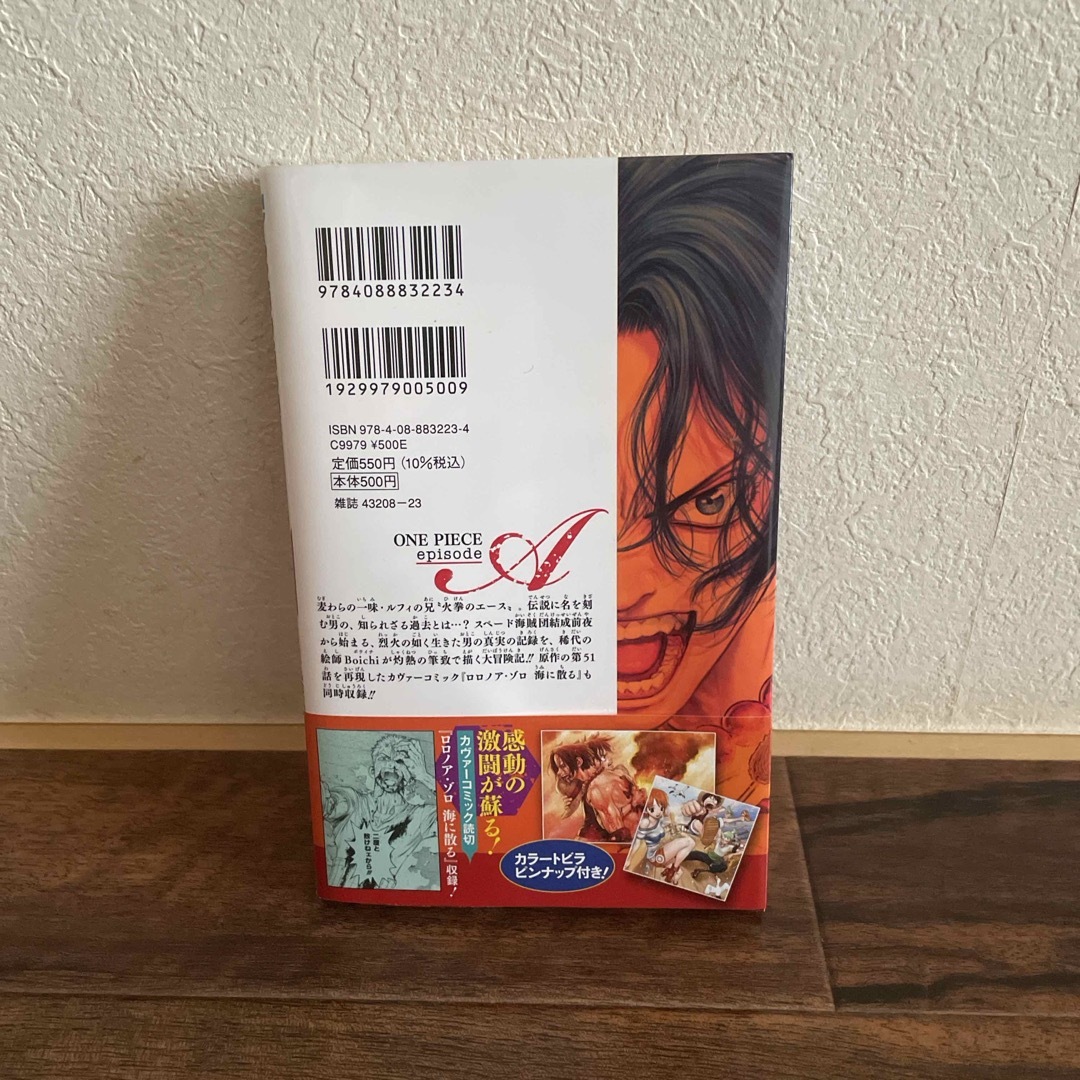 9784088832234
1929979005009
ISBN 978-4-08-883223-4
C9979 ¥500E
定価550円(10%税込)
本体500円
雑誌 43208-23
ONE PIECE
episode A
麦わらの一味・ルフィの兄〝火拳のエース〟。伝説に名を刻
む男の、知られざる過去とは…? スペード海賊団結成前夜
から始まる、烈火の如く生きた男の真実の記録を、稀代の
絵師Boichiが灼熱の筆致で描く大冒険記!! 原作の第51
話を再現したカヴァーコミック『ロロノア・ゾロ 海に散る』も
同時収録!!
感動の
激闘が蘇る!
カヴァーコミック読切
『ロロノア・ゾロ 海に散る』収録!
二度と
敗けねェから!!
カラートビラ
ピンナップ付き!